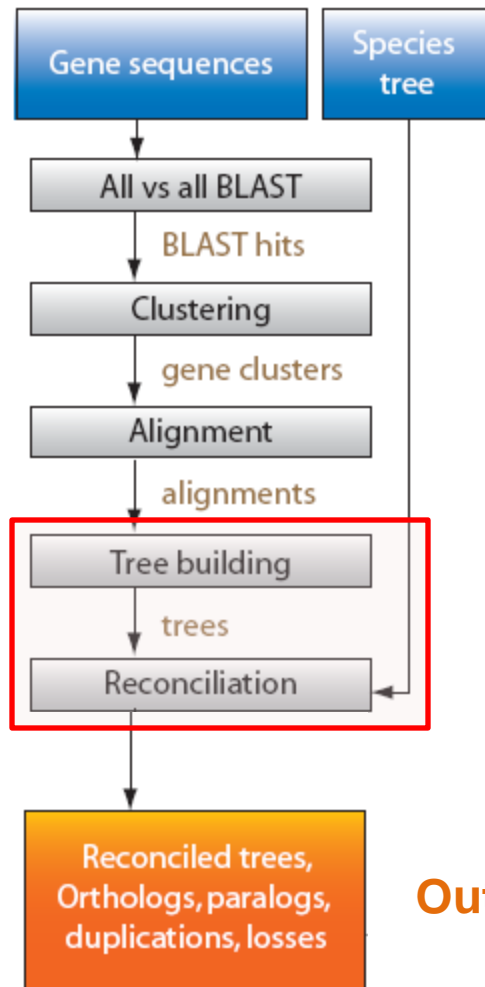 Gene sequences
Species
tree
All vs all BLAST
BLAST hits
Clustering
gene clusters
Alignment
alignments
Tree building
trees
Reconciliation
Reconciled trees,
Orthologs, paralogs,
duplications, losses